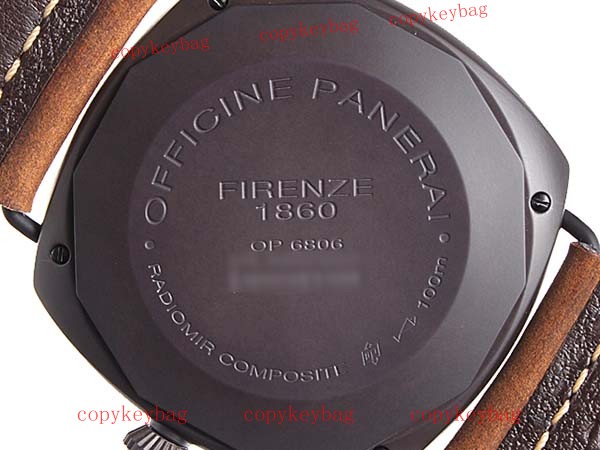 copykeybag copykeybag copykeybag
OFFICINE PANERAI
FIRENZE
1860
OP 6806
RADIOMIR COMPOSITE
100m
copykeybag copykeybag copykeybag